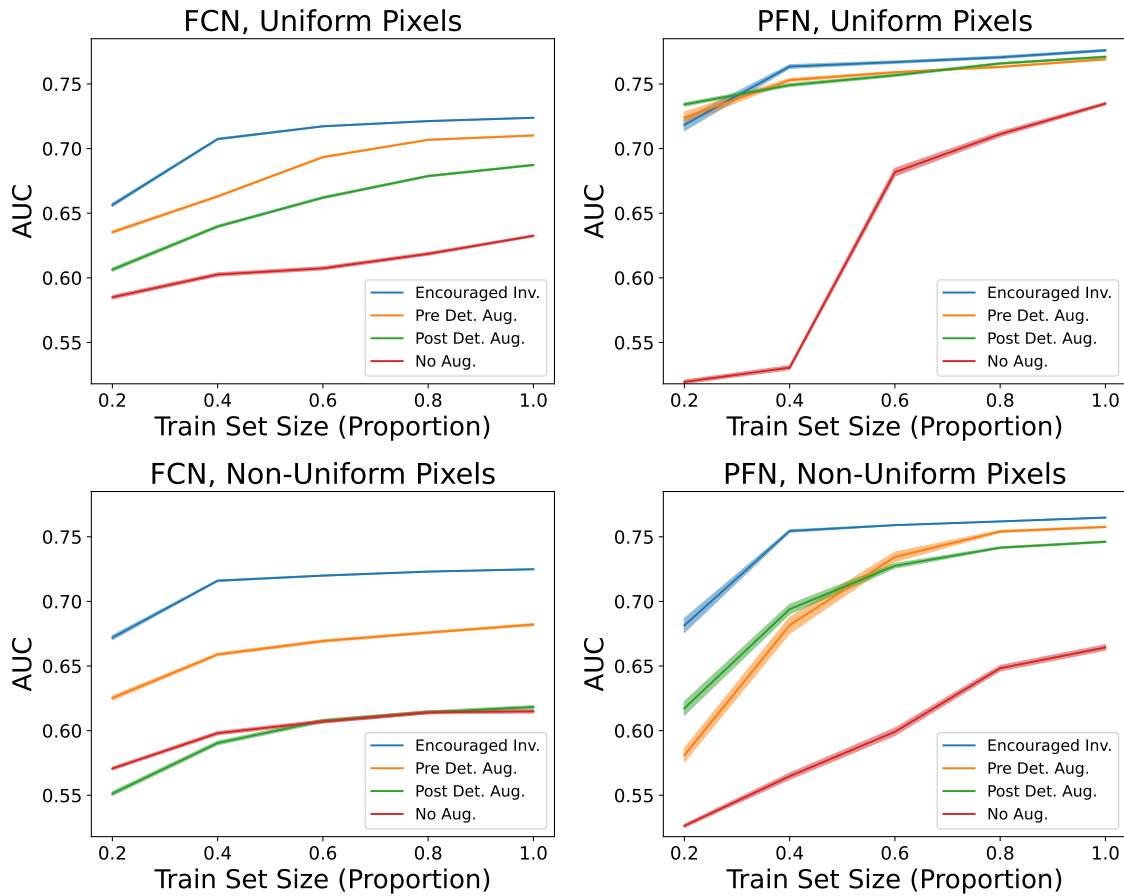 FCN, Uniform Pixels
AUC
0.75
0.70
0.65
0.60
0.55
Encouraged Inv.
Pre Det. Aug.
Post Det. Aug.
No Aug.
0.2 0.4 0.6 0.8 1.0
Train Set Size (Proportion)
PFN, Uniform Pixels
AUC
0.75
0.70
0.65
0.60
0.55
Encouraged Inv.
Pre Det. Aug.
Post Det. Aug.
No Aug.
0.2 0.4 0.6 0.8 1.0
Train Set Size (Proportion)
FCN, Non-Uniform Pixels
AUC
0.75
0.70
0.65
0.60
0.55
Encouraged Inv.
Pre Det. Aug.
Post Det. Aug.
No Aug.
0.2 0.4 0.6 0.8 1.0
Train Set Size (Proportion)
PFN, Non-Uniform Pixels
AUC
0.75
0.70
0.65
0.60
0.55
Encouraged Inv.
Pre Det. Aug.
Post Det. Aug.
No Aug.
0.2 0.4 0.6 0.8 1.0
Train Set Size (Proportion)